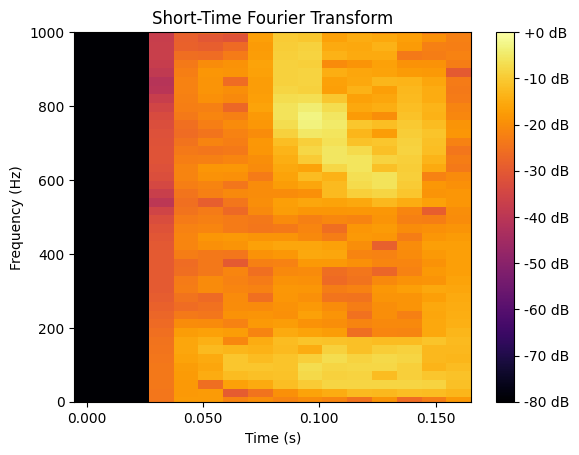 Short-Time Fourier Transform
1000
800
600
400
200
0
Frequency (Hz)
0.000
0.050
0.100
0.150
Time (s)
+0 dB
-10 dB
-20 dB
-30 dB
-40 dB
-50 dB
-60 dB
-70 dB
-80 dB